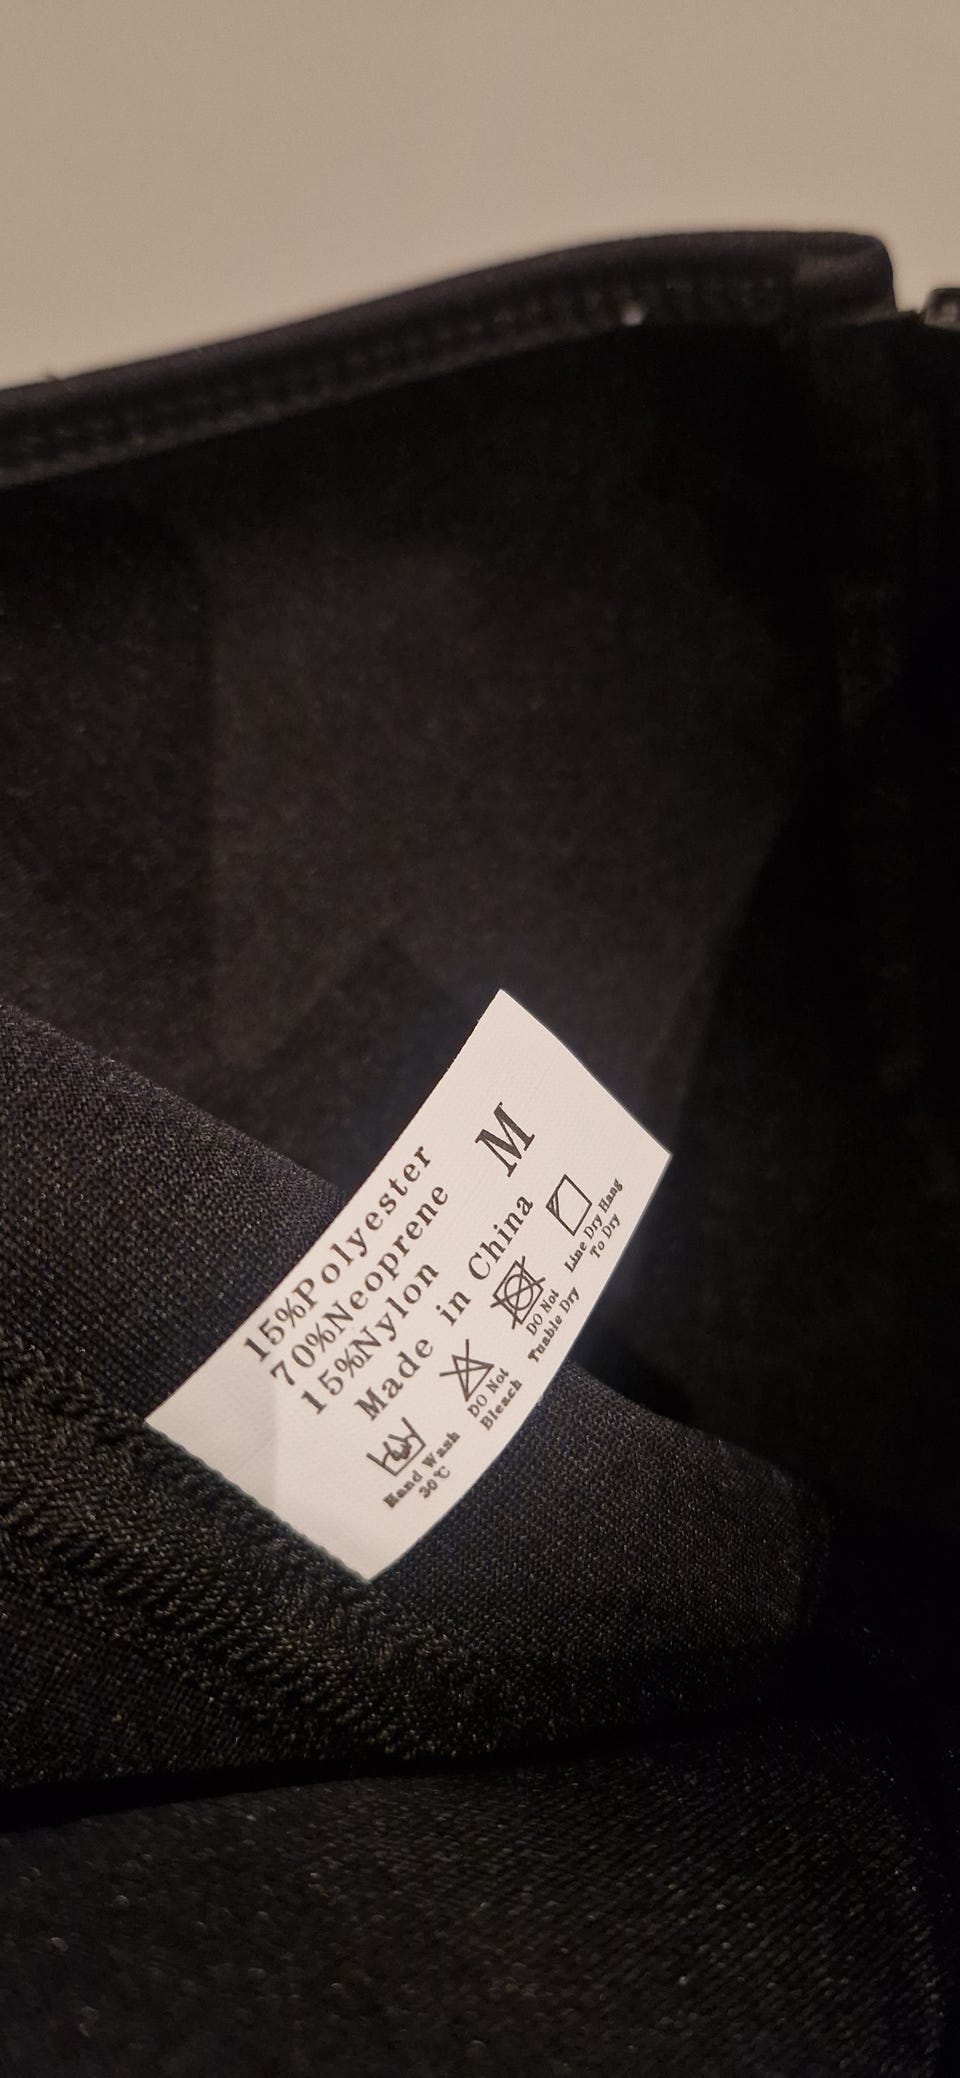 15%Polyester
70%Neoprene
15%Nylon
M
Made in China
Hand Wash
30℃
DO Not
Bleach
DO Not
Tuable Dry
Line Dry Hang
To Dry